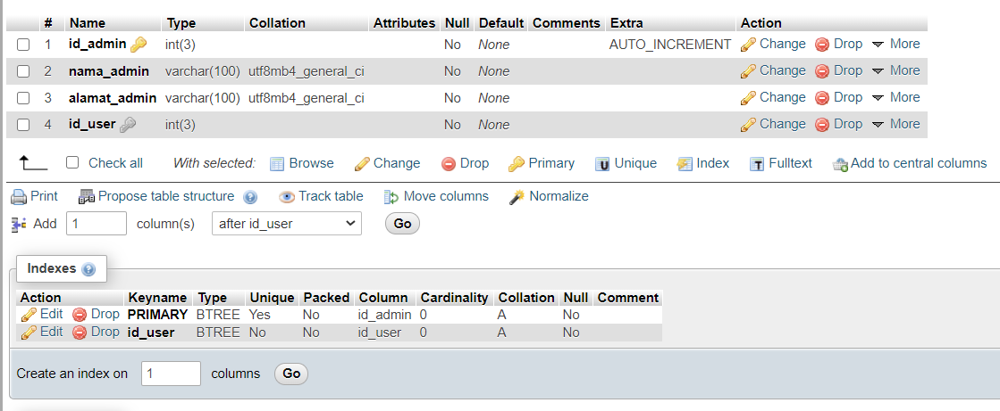 # Name Type Collation Attributes Null Default Comments Extra Action
1 id_admin int(3) No None AUTO_INCREMENT Change Drop More
2 nama_admin varchar(100) utf8mb4_general_ci No None Change Drop More
3 alamat_admin varchar(100) utf8mb4_general_ci No None Change Drop More
4 id_user int(3) No None Change Drop More
Check all With selected: Browse Change Drop Primary Unique Index Fulltext Add to central columns
Print Propose table structure Track table Move columns Normalize
Add 1 column(s) after id_user Go
Indexes
Action Keyname Type Unique Packed Column Cardinality Collation Null Comment
Edit Drop PRIMARY BTREE Yes No id_admin 0 A No
Edit Drop id_user BTREE No No id_user 0 A No
Create an index on 1 columns Go